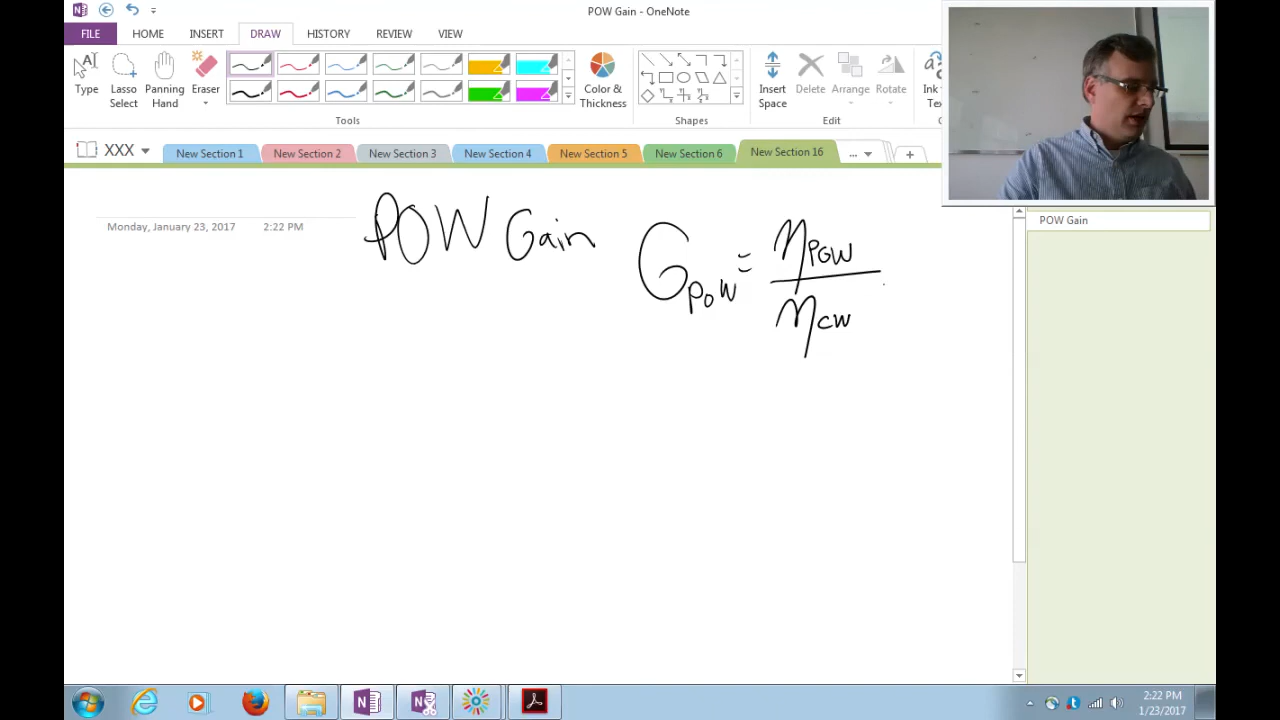 POW Gain - OneNote
FILE HOME INSERT DRAW HISTORY REVIEW VIEW
Type
Lasso Select
Panning Hand
Eraser
Color & Thickness
Insert Space
Delete
Arrange
Rotate
Ink to
Tools
Shapes
Edit
XXX
New Section 1
New Section 2
New Section 3
New Section 4
New Section 5
New Section 6
New Section 16
...
POW Gain
Monday, January 23, 2017 2:22 PM
POW Gain
G_POW = η_POW / η_CW
2:22 PM
1/23/2017